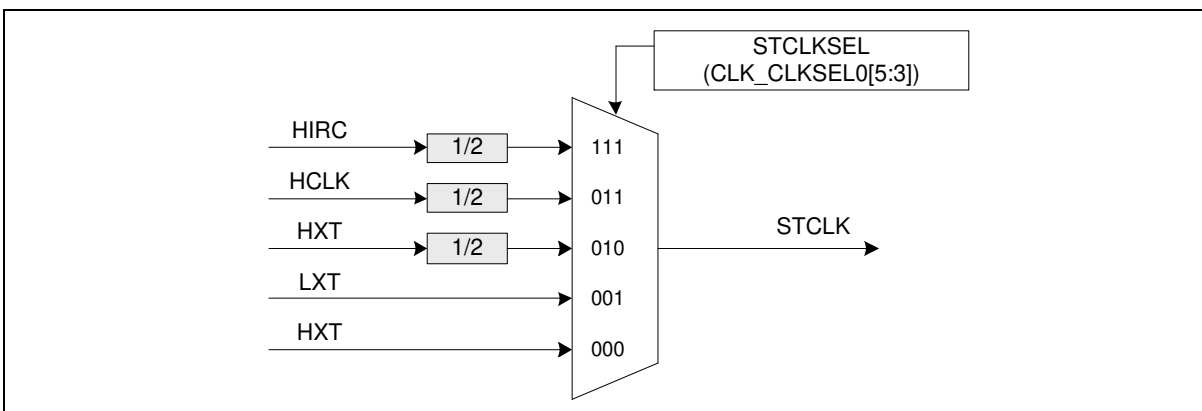 STCLKSEL
(CLK_CLKSEL0[5:3])
HIRC
1/2
111
HCLK
1/2
011
HXT
1/2
010
STCLK
LXT
001
HXT
000